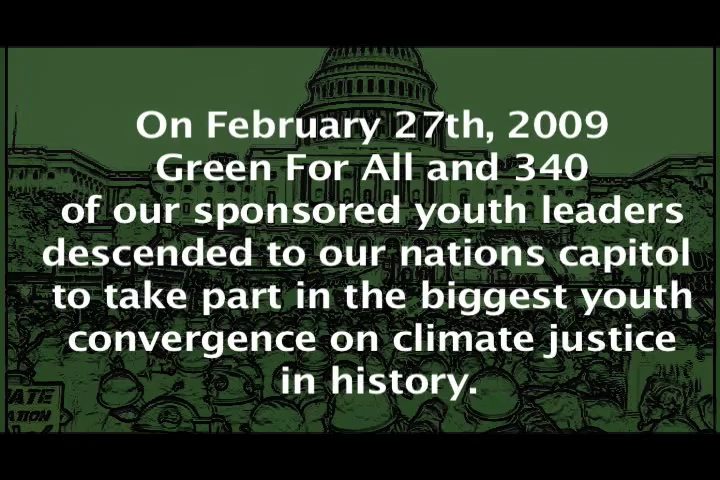 On February 27th, 2009
Green For All and 340
of our sponsored youth leaders
descended to our nations capitol
to take part in the biggest youth
convergence on climate justice
in history.